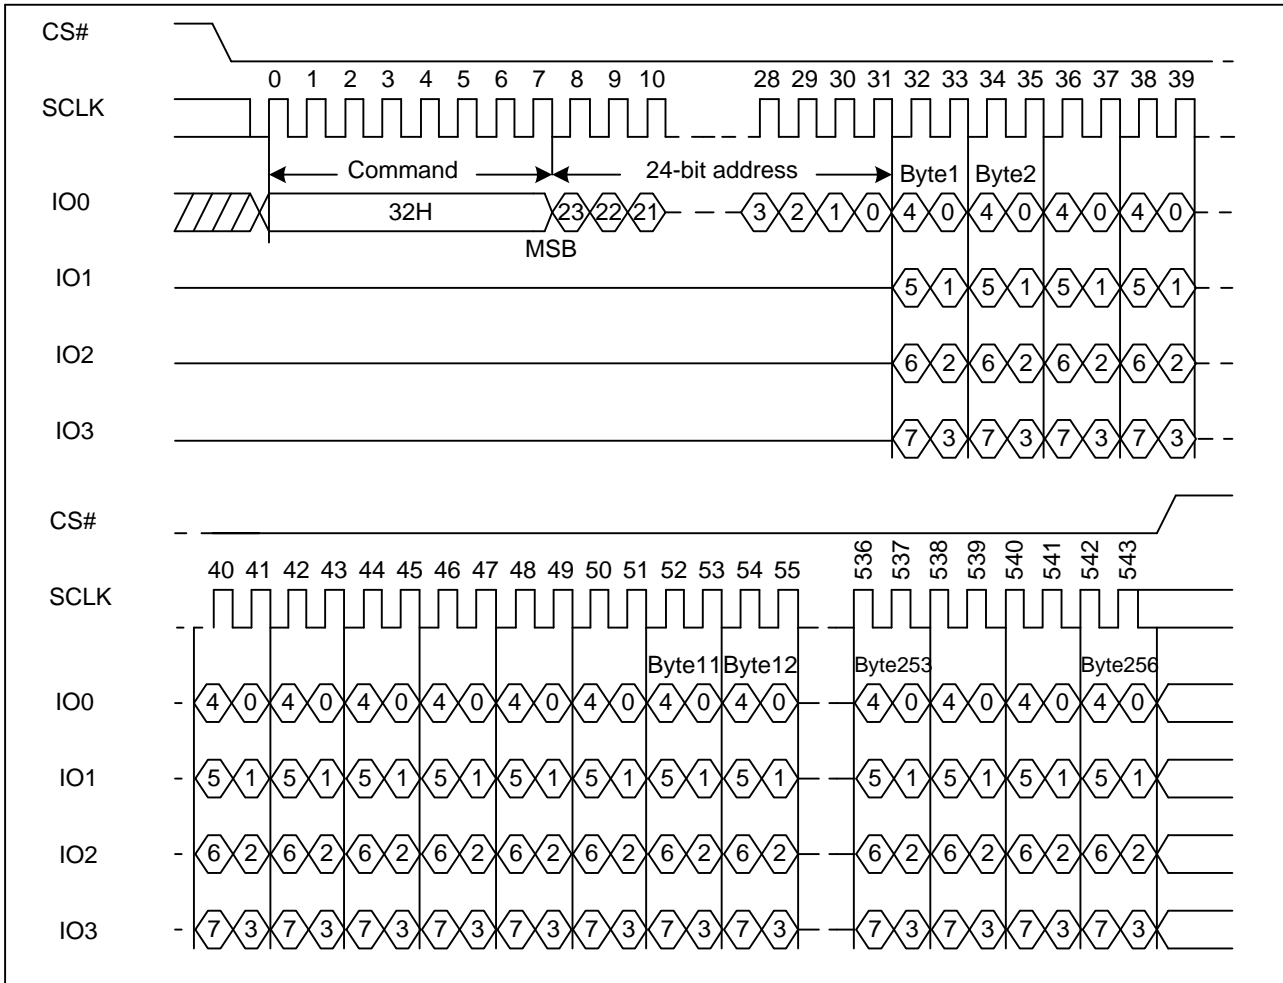 CS#
0 1 2 3 4 5 6 7 8 9 10 28 29 30 31 32 33 34 35 36 37 38 39
SCLK
Command 24-bit address Byte1 Byte2
IO0 32H 23 22 21 3 2 1 0 4 0 4 0 4 0 4 0
MSB
IO1 5 1 5 1 5 1 5 1
IO2 6 2 6 2 6 2 6 2
IO3 7 3 7 3 7 3 7 3
CS#
40 41 42 43 44 45 46 47 48 49 50 51 52 53 54 55 536 537 538 539 540 541 542 543
SCLK
Byte11 Byte12 Byte253 Byte256
IO0 4 0 4 0 4 0 4 0 4 0 4 0 4 0 4 0 4 0 4 0 4 0 4 0
IO1 5 1 5 1 5 1 5 1 5 1 5 1 5 1 5 1 5 1 5 1 5 1 5 1
IO2 6 2 6 2 6 2 6 2 6 2 6 2 6 2 6 2 6 2 6 2 6 2 6 2
IO3 7 3 7 3 7 3 7 3 7 3 7 3 7 3 7 3 7 3 7 3 7 3 7 3